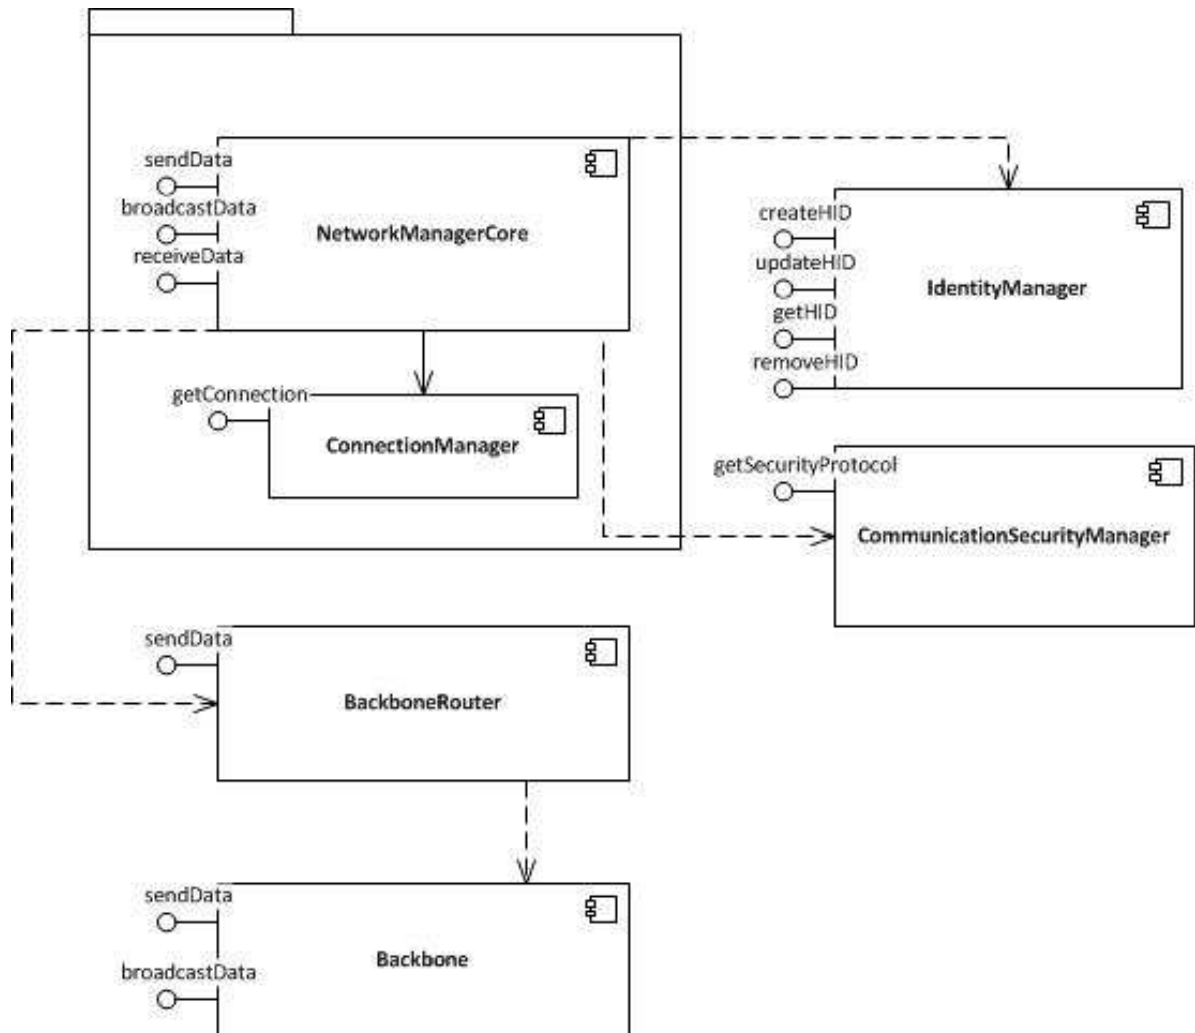 sendData
broadcastData
receiveData
NetworkManagerCore
createHID
updateHID
getHID
removeHID
IdentityManager
getConnection
ConnectionManager
getSecurityProtocol
CommunicationSecurityManager
sendData
BackboneRouter
sendData
broadcastData
Backbone